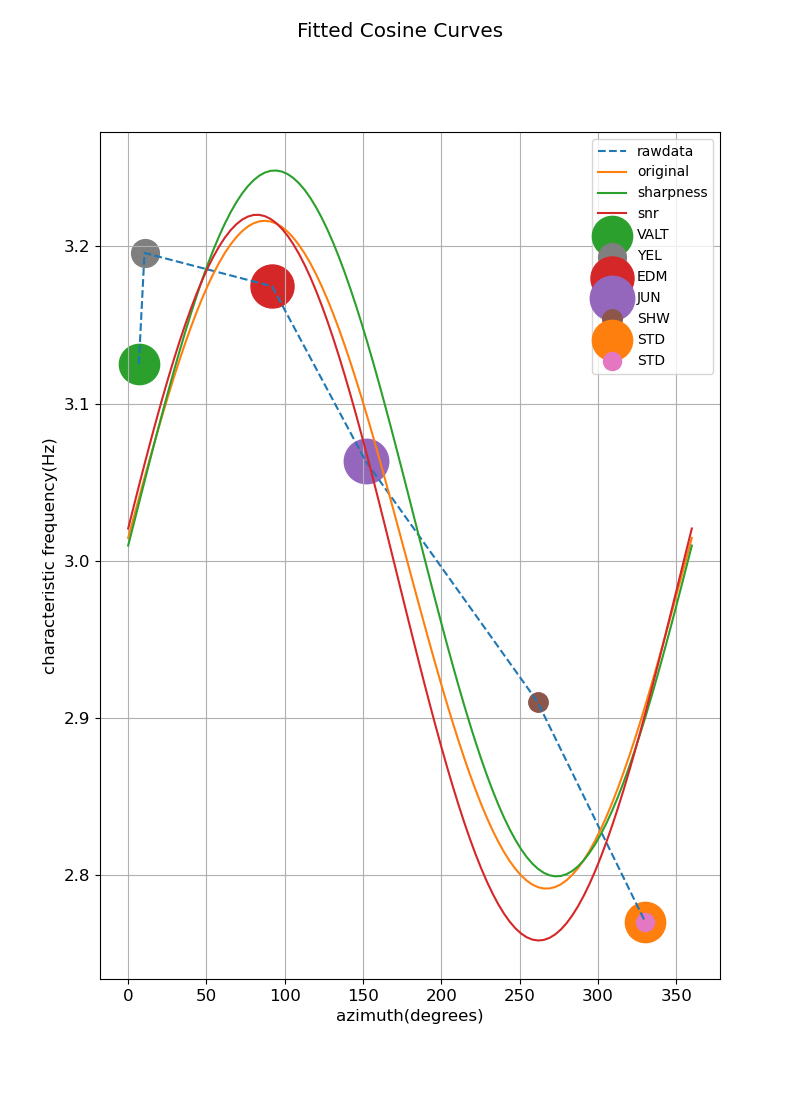 Fitted Cosine Curves
rawdata
original
sharpness
snr
VALT
YEL
EDM
JUN
SHW
STD
STD
3.2
3.1
3.0
2.9
2.8
characteristic frequency(Hz)
0 50 100 150 200 250 300 350
azimuth(degrees)